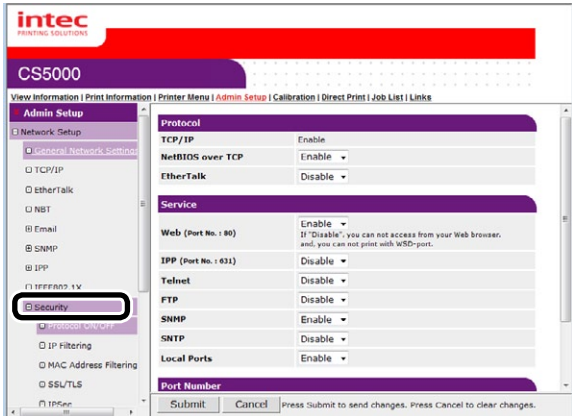 intec
PRINTING SOLUTIONS
CS5000
View Information | Print Information | Printer Menu | Admin Setup | Calibration | Direct Print | Job List | Links
Admin Setup
Network Setup
General Network Settings
TCP/IP
EtherTalk
NBT
Email
SNMP
IPP
IEEE802.1X
Security
Protocol ON/OFF
IP Filtering
MAC Address Filtering
SSL/TLS
IPSec
Protocol
TCP/IP Enable
NetBIOS over TCP Enable
EtherTalk Disable
Service
Web (Port No. : 80) Enable
If "Disable", you can not access from your Web browser.
and, you can not print with WSD-port.
IPP (Port No. : 631) Disable
Telnet Disable
FTP Disable
SNMP Enable
SNTP Disable
Local Ports Enable
Port Number
Submit Cancel Press Submit to send changes. Press Cancel to clear changes.